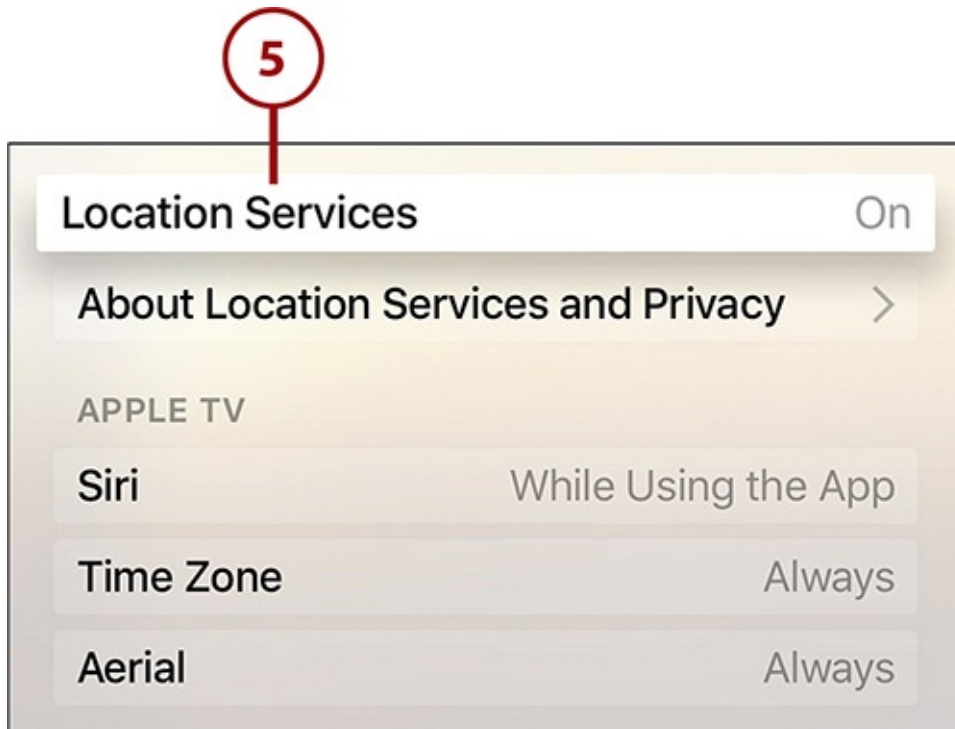 5
Location Services On
About Location Services and Privacy >
APPLE TV
Siri While Using the App
Time Zone Always
Aerial Always